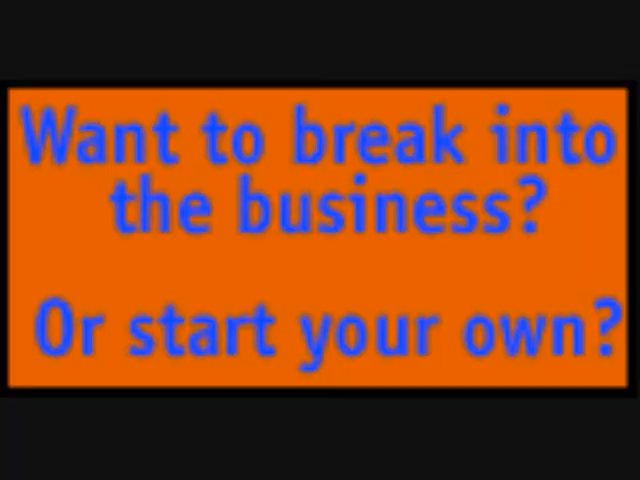 Want to break into
the business?
Or start your own?